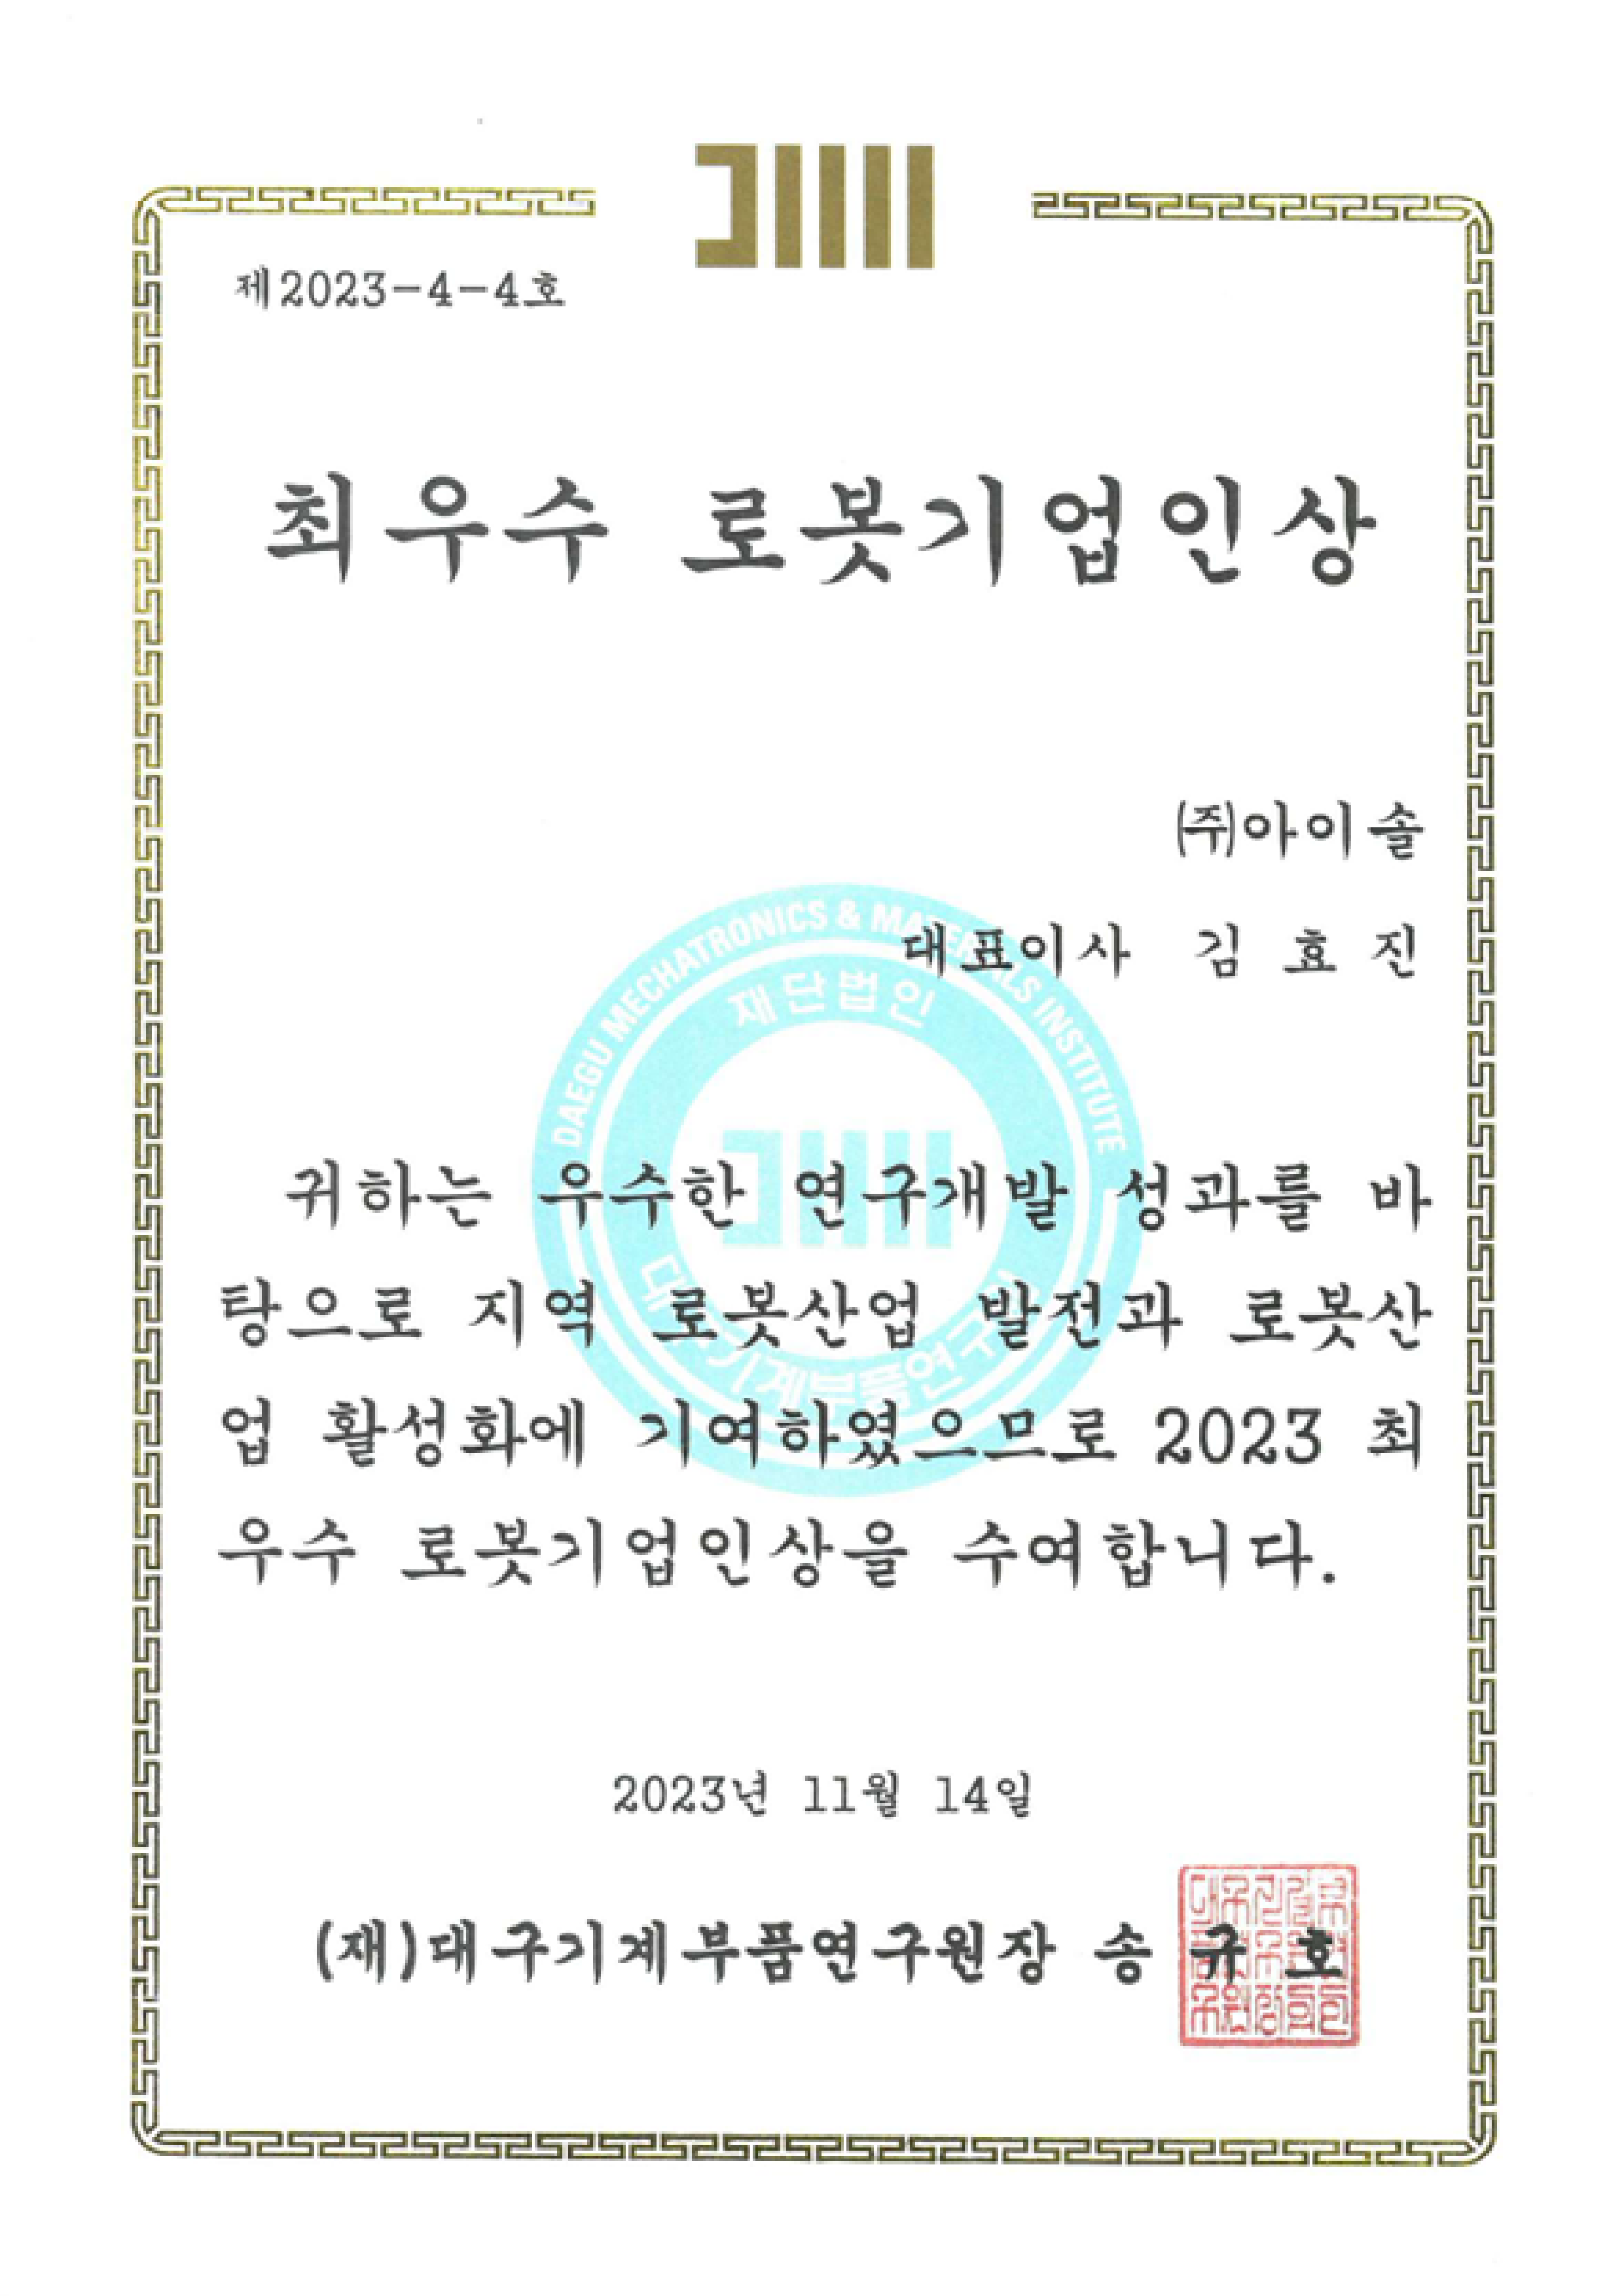 제2023-4-4호
최우수 로봇기업인상
㈜아이솔
대표이사 김 효 진
DAEGU MECHATRONICS & MATERIALS INSTITUTE
재단법인
대구기계부품연구원
귀하는 우수한 연구개발 성과를 바
탕으로 지역 로봇산업 발전과 로봇산
업 활성화에 기여하였으므로 2023 최
우수 로봇기업인상을 수여합니다.
2023년 11월 14일
(재)대구기계부품연구원장 송 규 호